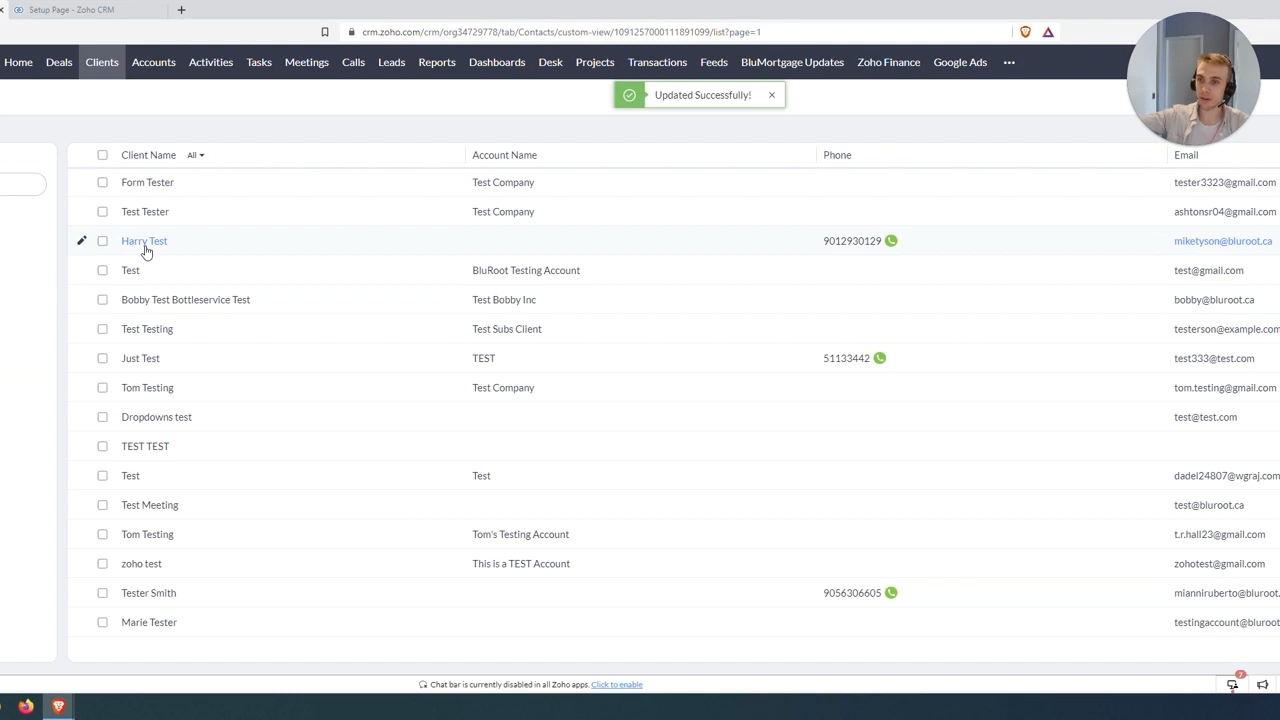 Setup Page - Zoho CRM
crm.zoho.com/crm/org34729778/tab/Contacts/custom-view/1091257000111891099/list?page=1
Home Deals Clients Accounts Activities Tasks Meetings Calls Leads Reports Dashboards Desk Projects Transactions Feeds BluMortgage Updates Zoho Finance Google Ads
Updated Successfully!
Client Name All Account Name Phone Email
Form Tester Test Company tester3323@gmail.com
Test Tester Test Company ashtonsr04@gmail.com
Harry Test 9012930129 miketyson@bluroot.ca
Test BluRoot Testing Account test@gmail.com
Bobby Test Bottleservice Test Test Bobby Inc bobby@bluroot.ca
Test Testing Test Subs Client testerson@example.com
Just Test TEST 51133442 test333@test.com
Tom Testing Test Company tom.testing@gmail.com
Dropdowns test test@test.com
TEST TEST
Test Test dadel24807@wgraj.com
Test Meeting test@bluroot.ca
Tom Testing Tom's Testing Account t.r.hall23@gmail.com
zoho test This is a TEST Account zohotest@gmail.com
Tester Smith 9056306605 mianniruberto@bluroot.
Marie Tester testingaccount@bluroot
Chat bar is currently disabled in all Zoho apps. Click to enable
7